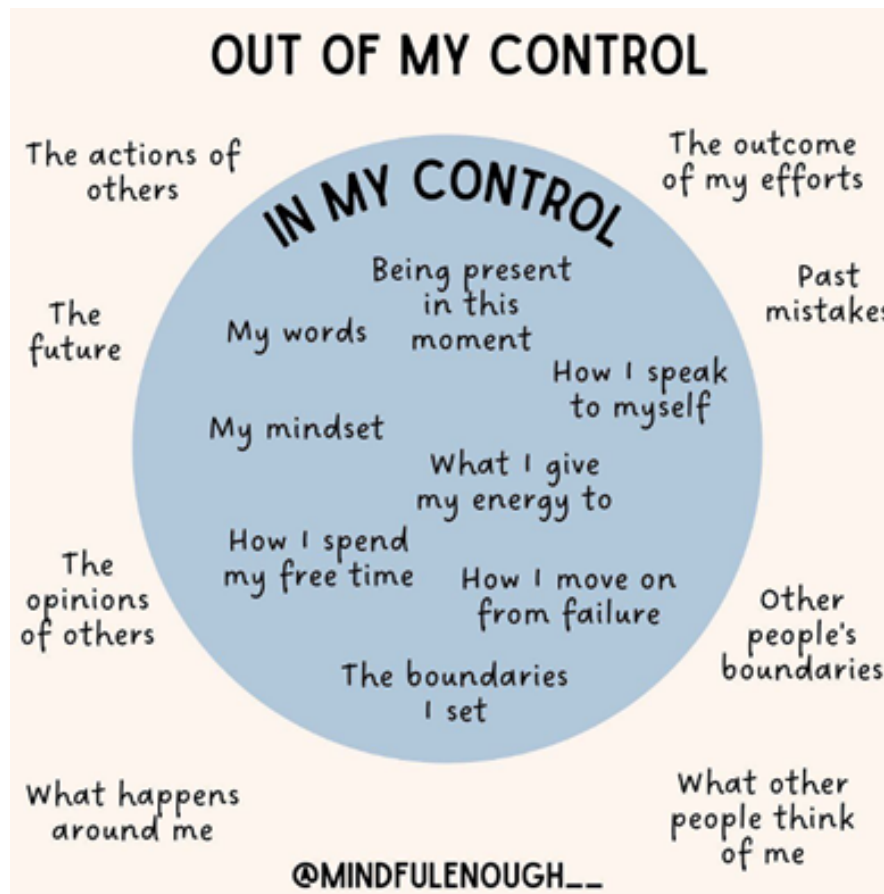 OUT OF MY CONTROL
The actions of
others
The outcome
of my efforts
IN MY CONTROL
Being present
in this
moment
My words
The
future
Past
mistakes
How I speak
to myself
My mindset
What I give
my energy to
How I spend
my free time
How I move on
from failure
The
opinions
of others
Other
people's
boundaries
The boundaries
I set
What happens
around me
What other
people think
of me
@MINDFULENOUGH__